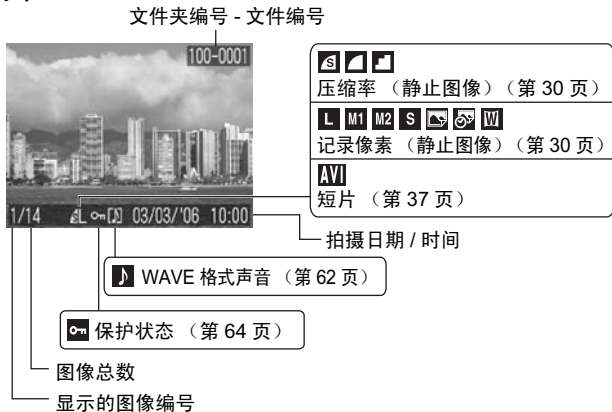 文件夹编号 - 文件编号
100-0001
压缩率 （静止图像）（第 30 页）
L M1 M2 S W
记录像素 （静止图像）（第 30 页）
AVI
短片 （第 37 页）
1/14 L 03/03/'06 10:00
拍摄日期 / 时间
WAVE 格式声音 （第 62 页）
保护状态 （第 64 页）
图像总数
显示的图像编号